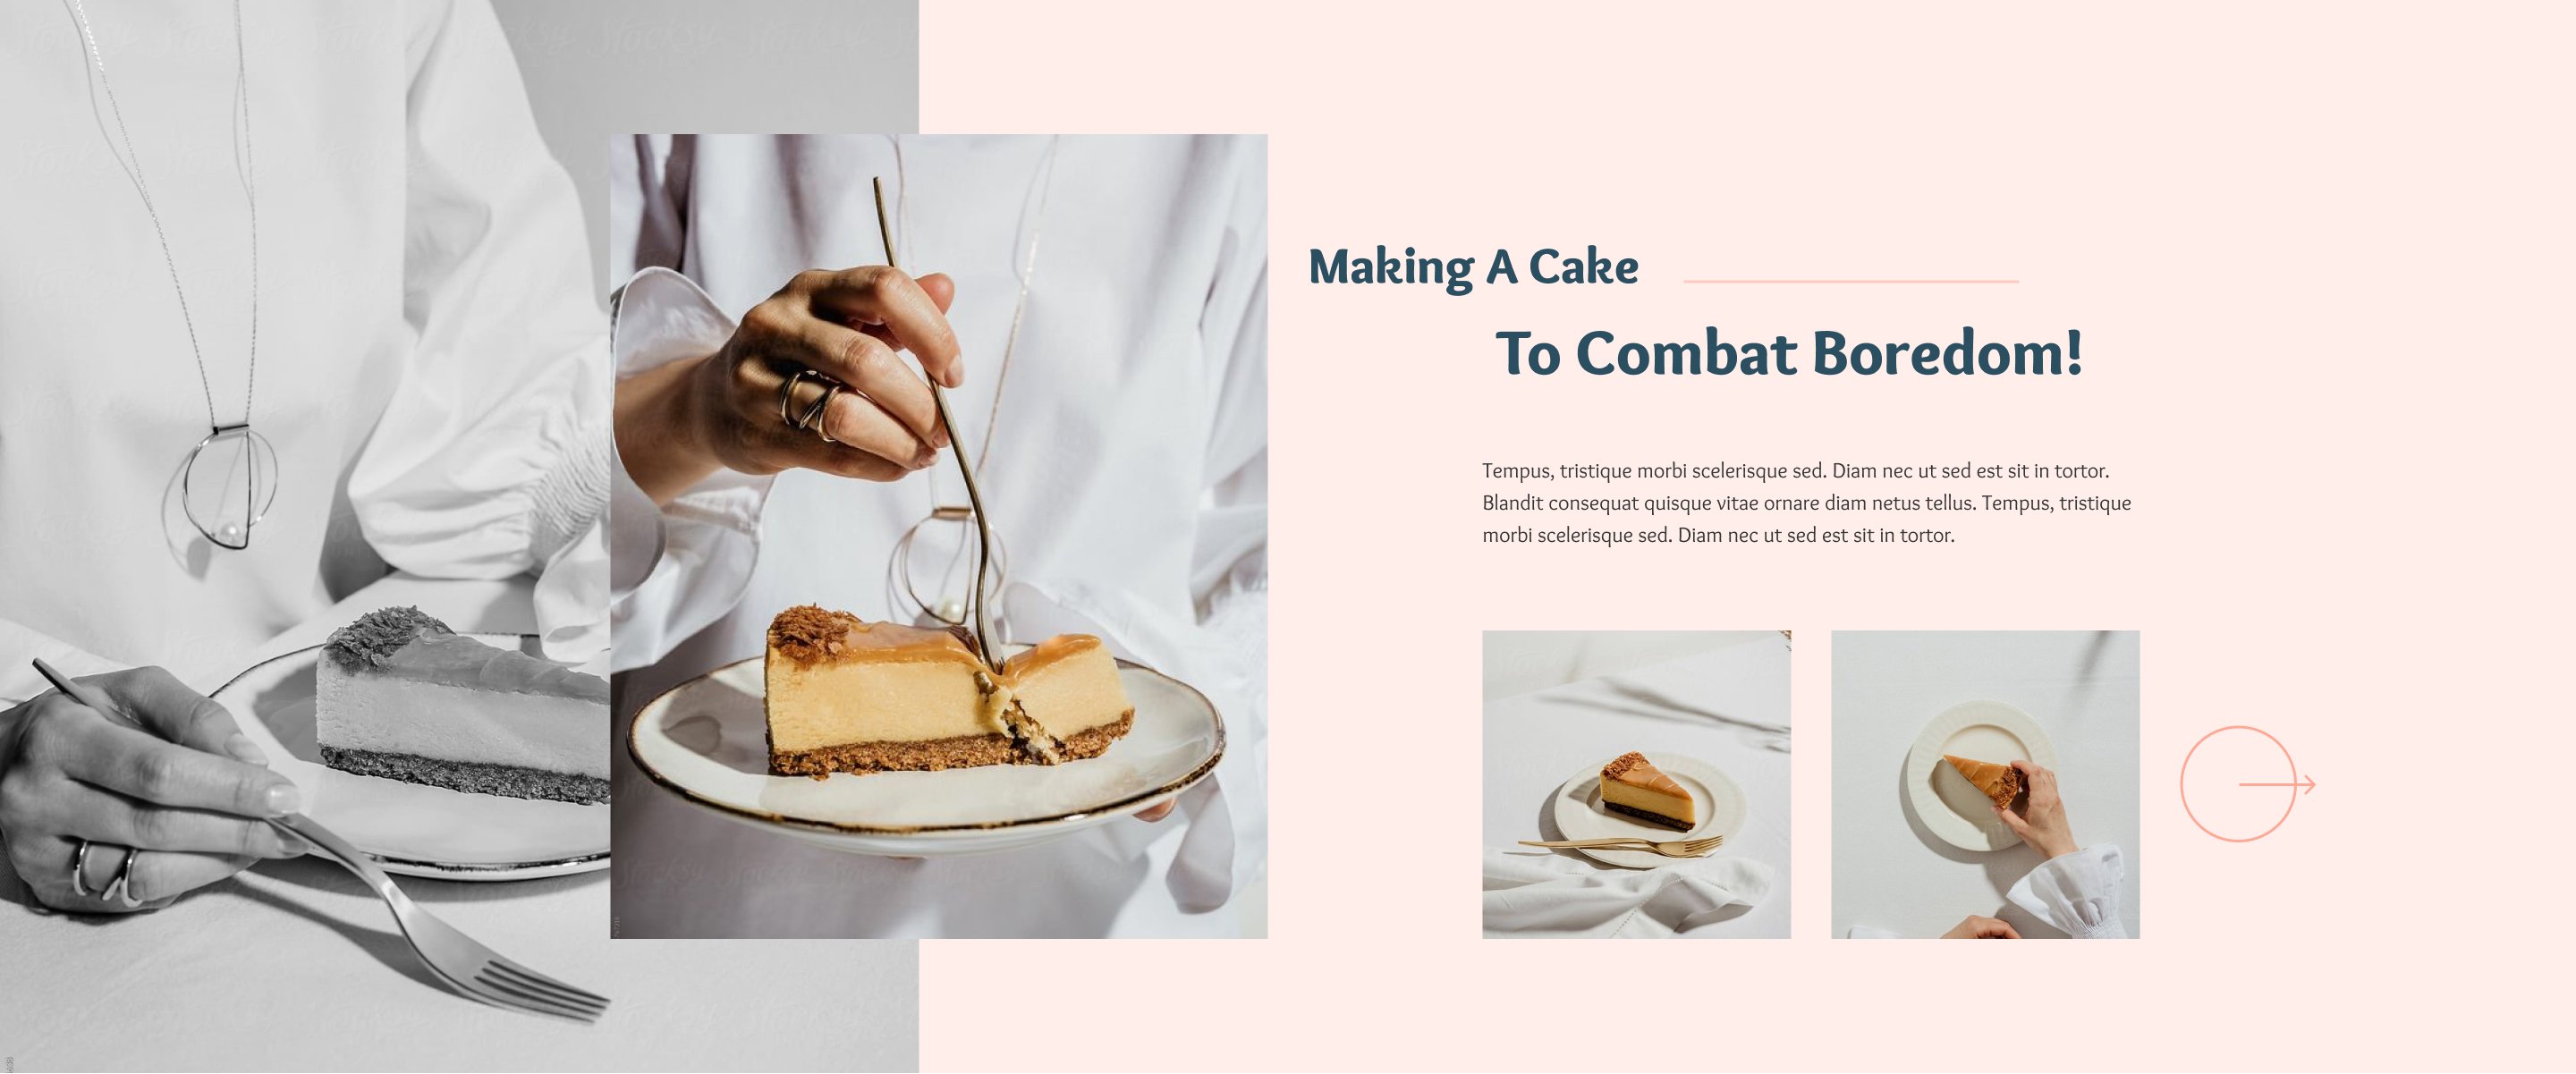 Making A Cake
To Combat Boredom!
Tempus, tristique morbi scelerisque sed. Diam nec ut sed est sit in tortor.
Blandit consequat quisque vitae ornare diam netus tellus. Tempus, tristique
morbi scelerisque sed. Diam nec ut sed est sit in tortor.